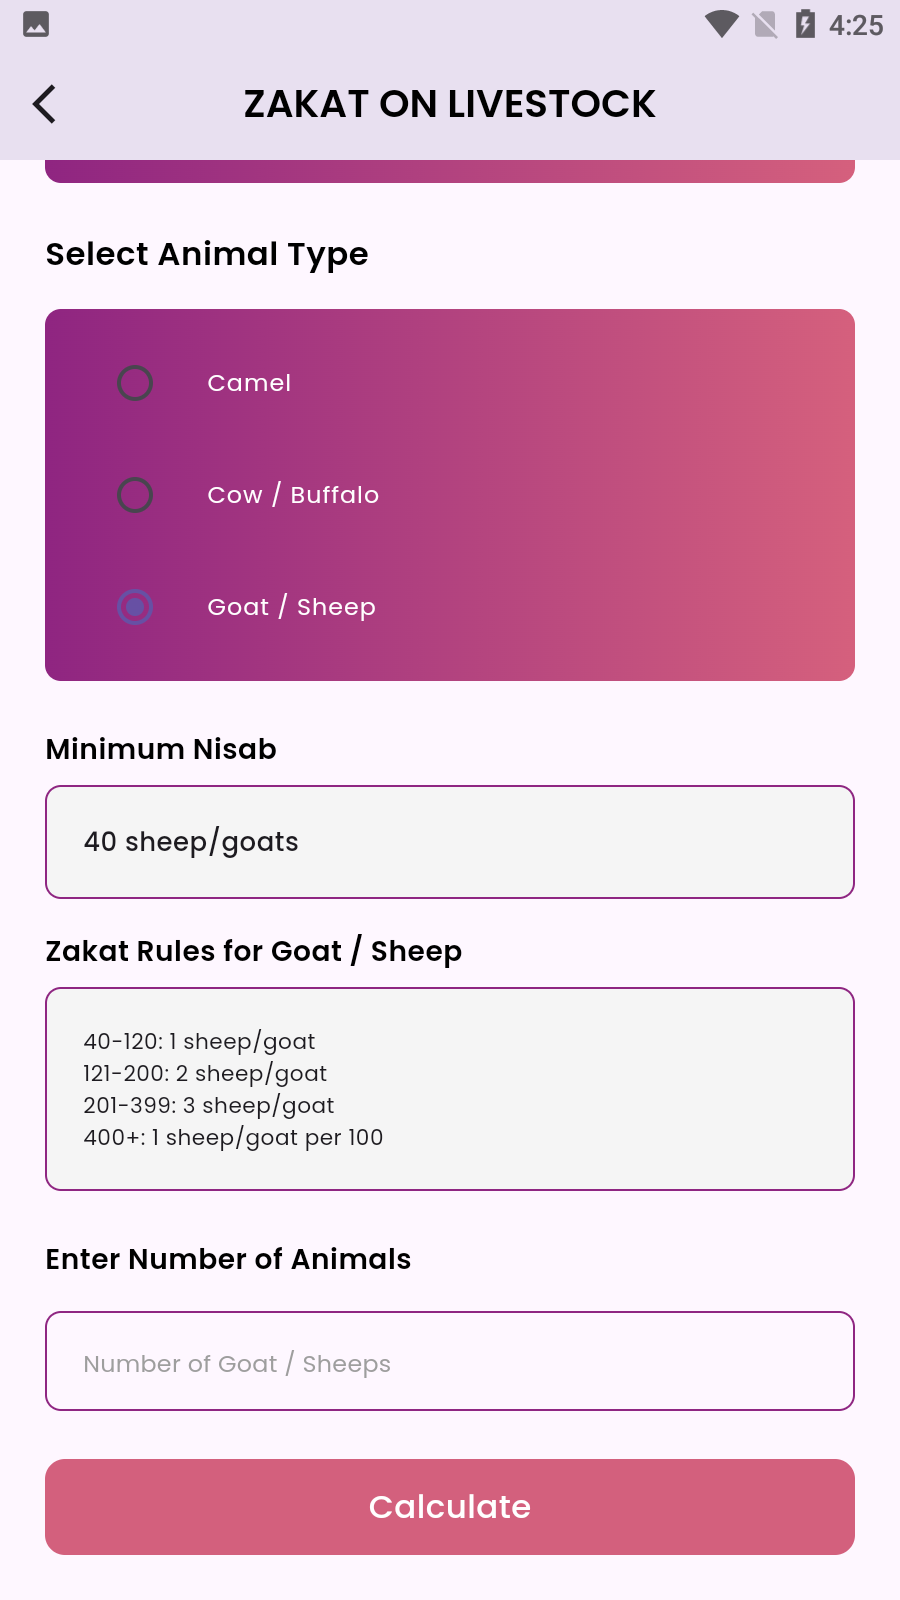 4:25
ZAKAT ON LIVESTOCK
Select Animal Type
Camel
Cow / Buffalo
Goat / Sheep
Minimum Nisab
40 sheep/goats
Zakat Rules for Goat / Sheep
40-120: 1 sheep/goat
121-200: 2 sheep/goat
201-399: 3 sheep/goat
400+: 1 sheep/goat per 100
Enter Number of Animals
Number of Goat / Sheeps
Calculate